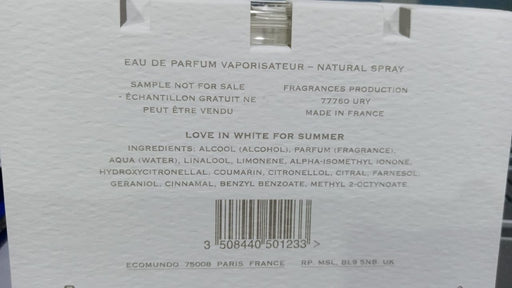 EAU DE PARFUM VAPORISATEUR – NATURAL SPRAY
SAMPLE NOT FOR SALE
- ÉCHANTILLON GRATUIT NE
PEUT ÊTRE VENDU
FRAGRANCES PRODUCTION
77760 URY
MADE IN FRANCE
LOVE IN WHITE FOR SUMMER
INGREDIENTS: ALCOOL (ALCOHOL), PARFUM (FRAGRANCE),
AQUA (WATER), LINALOOL, LIMONENE, ALPHA-ISOMETHYL IONONE,
HYDROXYCITRONELLAL, COUMARIN, CITRONELLOL, CITRAL, FARNESOL,
GERANIOL, CINNAMAL, BENZYL BENZOATE, METHYL 2-OCTYNOATE.
3 508440 501233 >
ECOMUNDO 75008 PARIS FRANCE RP. MSL, BL9 5NB. UK